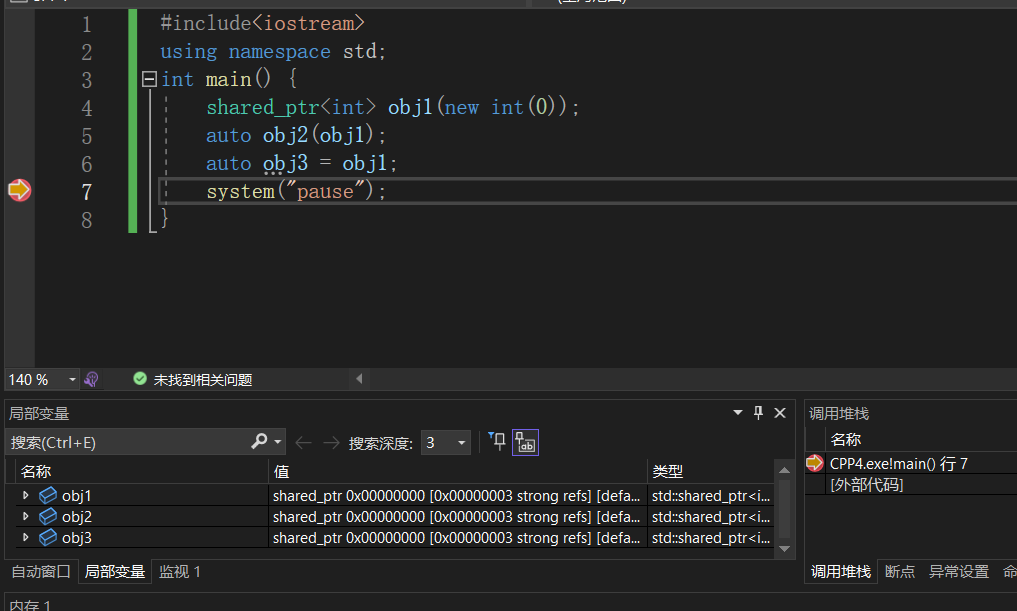 1 #include<iostream>
2 using namespace std;
3 int main() {
4 shared_ptr<int> obj1(new int(0));
5 auto obj2(obj1);
6 auto obj3 = obj1;
7 system("pause");
8 }
140 % 未找到相关问题
局部变量
搜索(Ctrl+E) 搜索深度: 3
名称 值 类型
obj1 shared_ptr 0x00000000 [0x00000003 strong refs] [defa... std::shared_ptr<i...
obj2 shared_ptr 0x00000000 [0x00000003 strong refs] [defa... std::shared_ptr<i...
obj3 shared_ptr 0x00000000 [0x00000003 strong refs] [defa... std::shared_ptr<i...
自动窗口 局部变量 监视 1
调用堆栈
名称
CPP4.exe!main() 行 7
[外部代码]
调用堆栈 断点 异常设置 命
内存 1